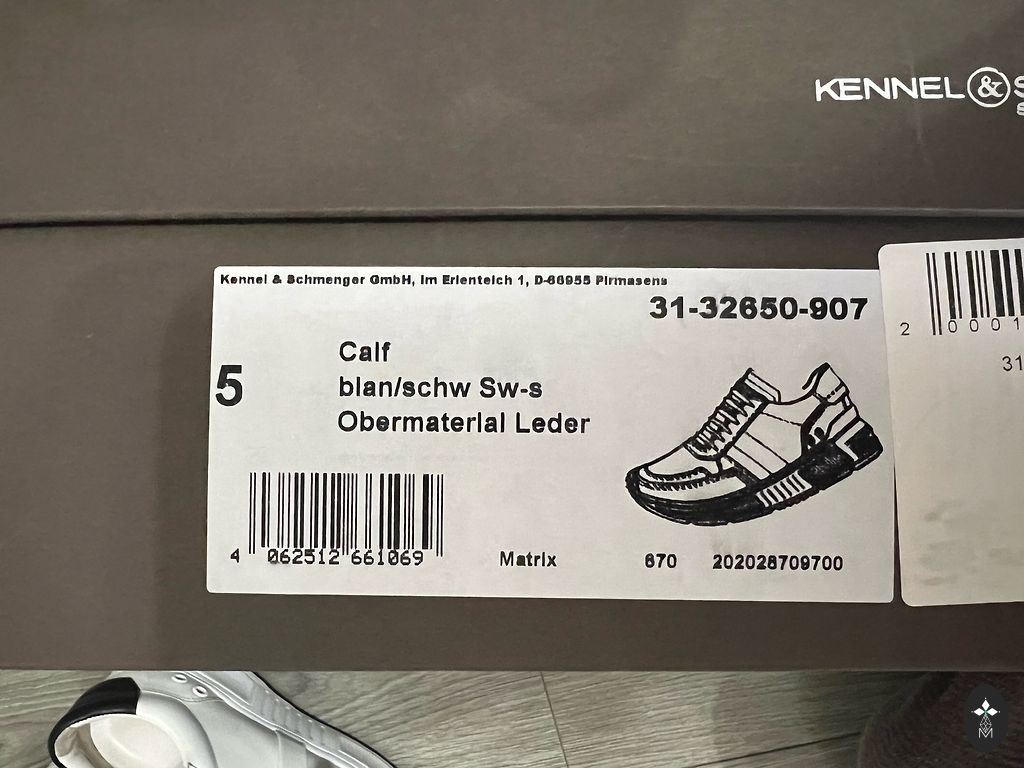 KENNEL & S
Kennel & Schmenger GmbH, Im Erlenteich 1, D-66955 Pirmasens
31-32650-907
5
Calf
blan/schw Sw-s
Obermaterial Leder
4 062512 661069
Matrix 670 202028709700
2 0001
31
M